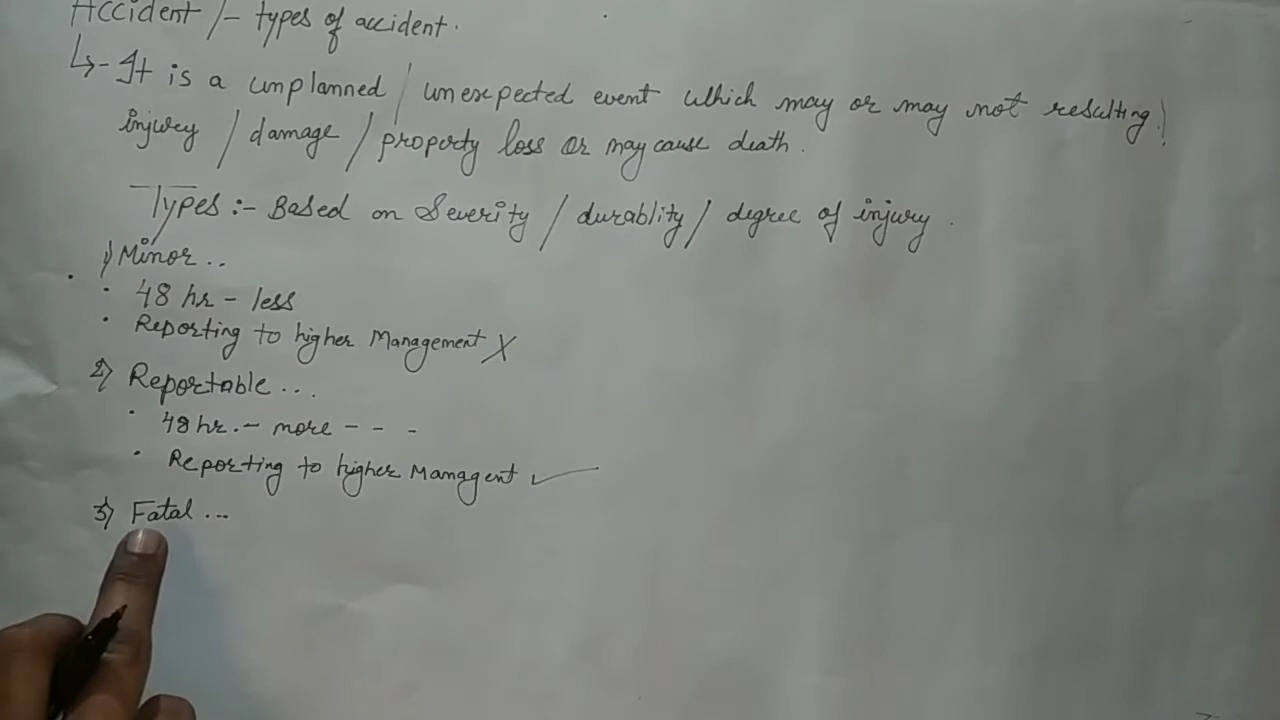 Accident /- types of accident.
↳- It is a unplanned / unexpected event which may or may not resulting /
injury / damage / property loss or may cause death.
Types :- Based on Severity / durablity / degree of injury.
1) Minor..
• 48 hr - less
• Reporting to higher Management X
2) Reportable...
• 48 hr. - more - - -
• Reporting to higher Managent ✓
3) Fatal...